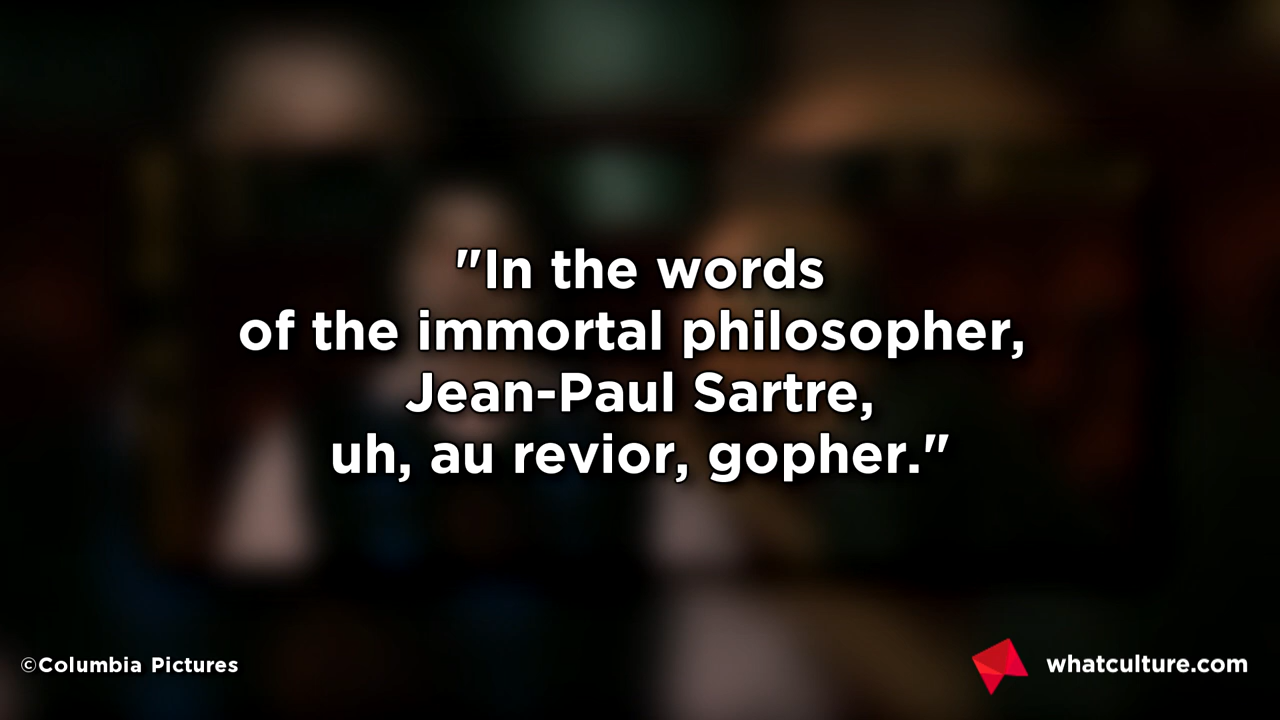 "In the words
of the immortal philosopher,
Jean-Paul Sartre,
uh, au revior, gopher."
©Columbia Pictures
whatculture.com